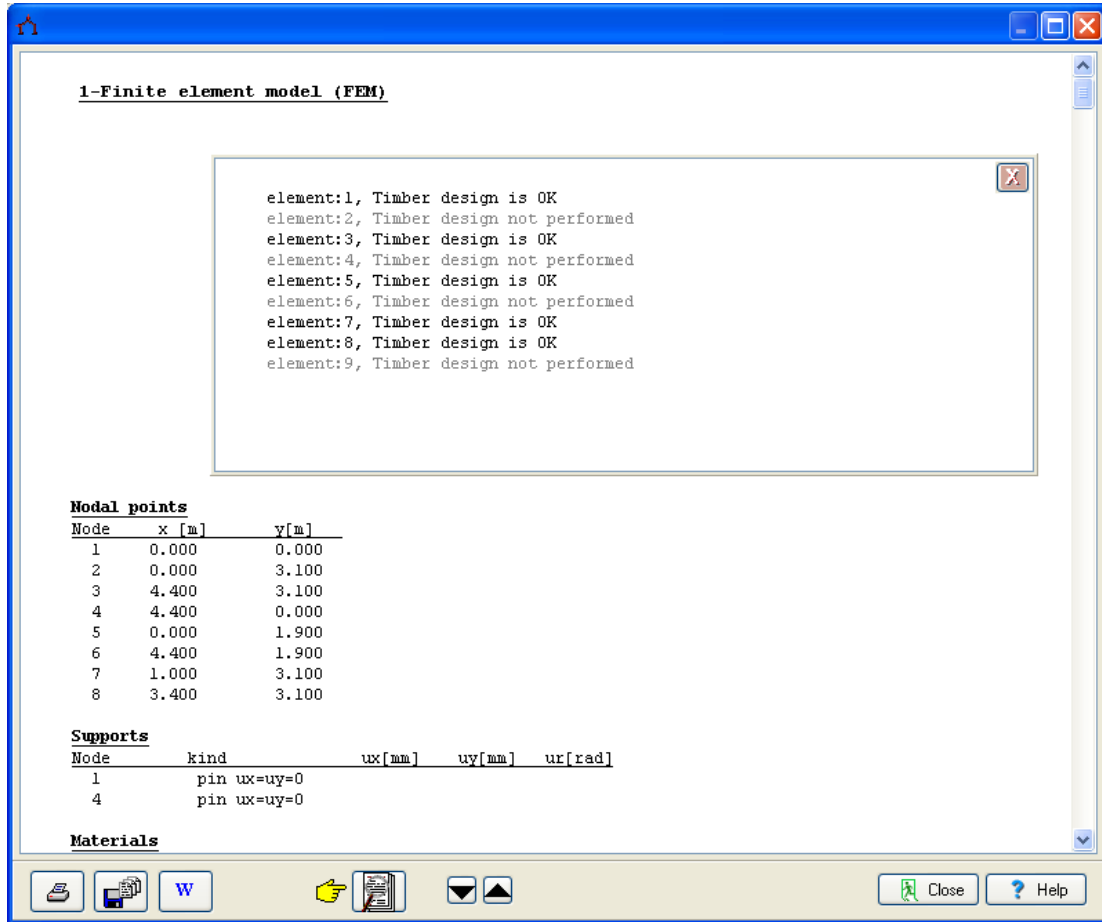 1-Finite element model (FEM)
X
element:1, Timber design is OK
element:2, Timber design not performed
element:3, Timber design is OK
element:4, Timber design not performed
element:5, Timber design is OK
element:6, Timber design not performed
element:7, Timber design is OK
element:8, Timber design is OK
element:9, Timber design not performed
Nodal points
Node x [m] y[m]
1 0.000 0.000
2 0.000 3.100
3 4.400 3.100
4 4.400 0.000
5 0.000 1.900
6 4.400 1.900
7 1.000 3.100
8 3.400 3.100
Supports
Node kind ux[mm] uy[mm] ur[rad]
1 pin ux=uy=0
4 pin ux=uy=0
Materials
W Close ? Help